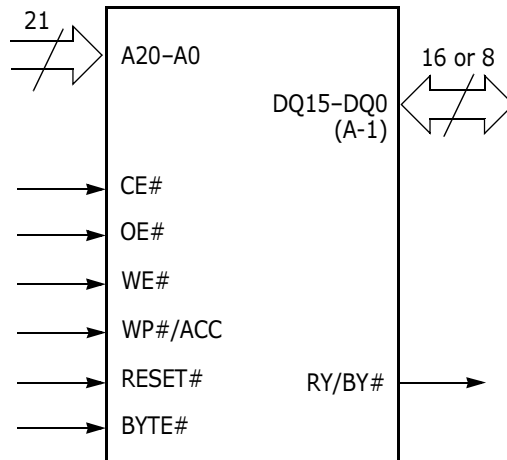 21
A20–A0
16 or 8
DQ15–DQ0
(A-1)
CE#
OE#
WE#
WP#/ACC
RESET#
RY/BY#
BYTE#